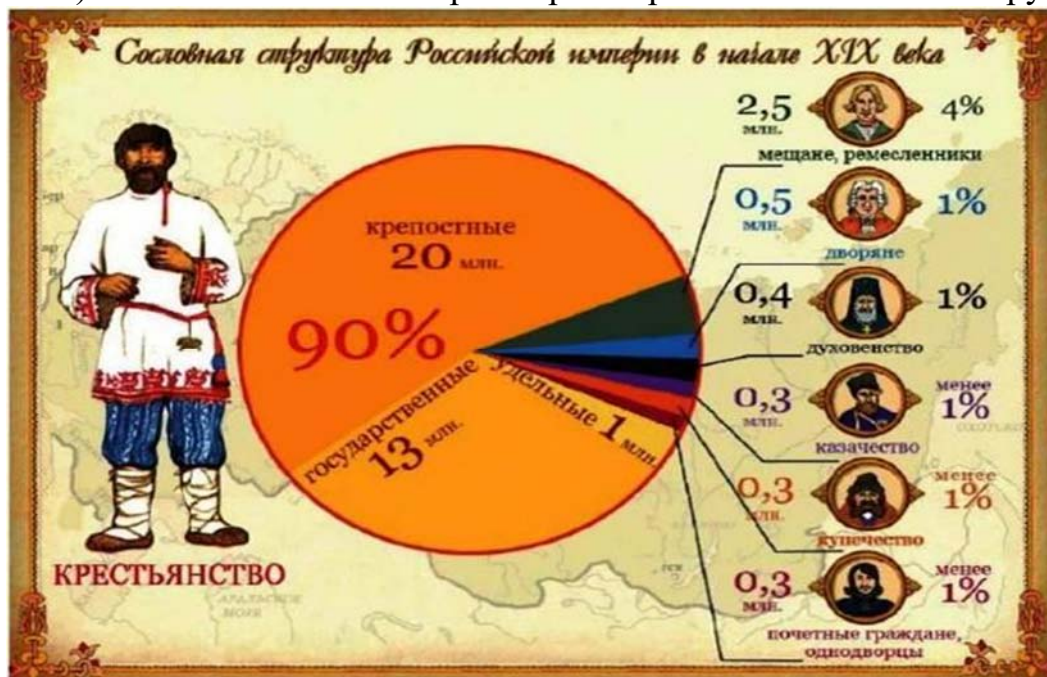 Сословная структура Российской империи в начале XIX века
2,5
млн.
4%
мещане, ремесленники
0,5
млн.
1%
дворяне
0,4
млн.
1%
духовенство
0,3
млн.
менее
1%
казачество
0,3
млн.
менее
1%
купечество
0,3
млн.
менее
1%
почетные граждане,
однодворцы
крепостные
20 млн.
90%
государственные
13 млн.
удельные 1 млн.
КРЕСТЬЯНСТВО
АРАЛЬСКОЕ
МОРЕ